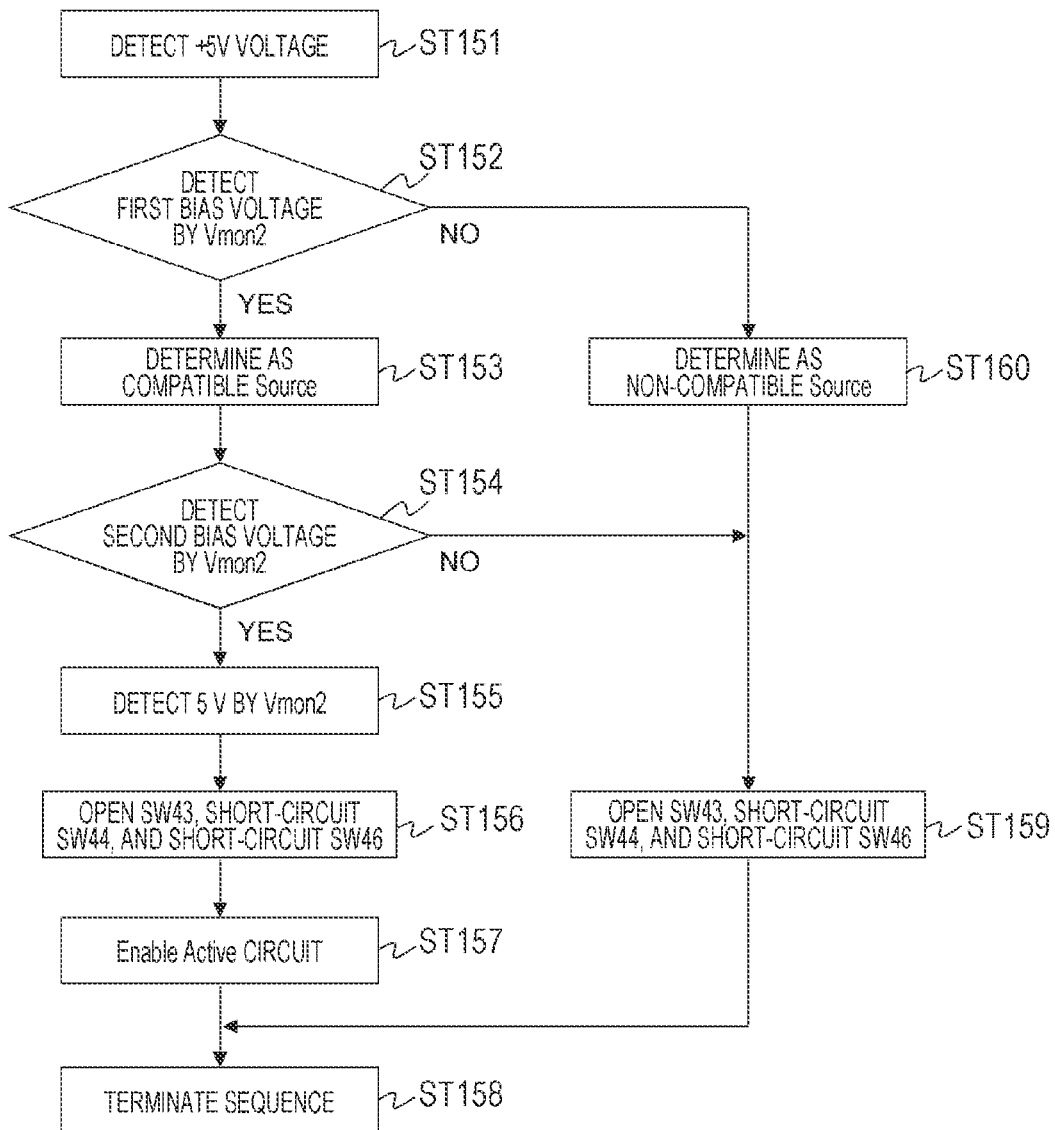 DETECT +5V VOLTAGE
ST151
DETECT
FIRST BIAS VOLTAGE
BY Vmon2
ST152
NO
YES
DETERMINE AS
COMPATIBLE Source
ST153
DETERMINE AS
NON-COMPATIBLE Source
ST160
DETECT
SECOND BIAS VOLTAGE
BY Vmon2
ST154
NO
YES
DETECT 5 V BY Vmon2
ST155
OPEN SW43, SHORT-CIRCUIT
SW44, AND SHORT-CIRCUIT SW46
ST156
OPEN SW43, SHORT-CIRCUIT
SW44, AND SHORT-CIRCUIT SW46
ST159
Enable Active CIRCUIT
ST157
TERMINATE SEQUENCE
ST158